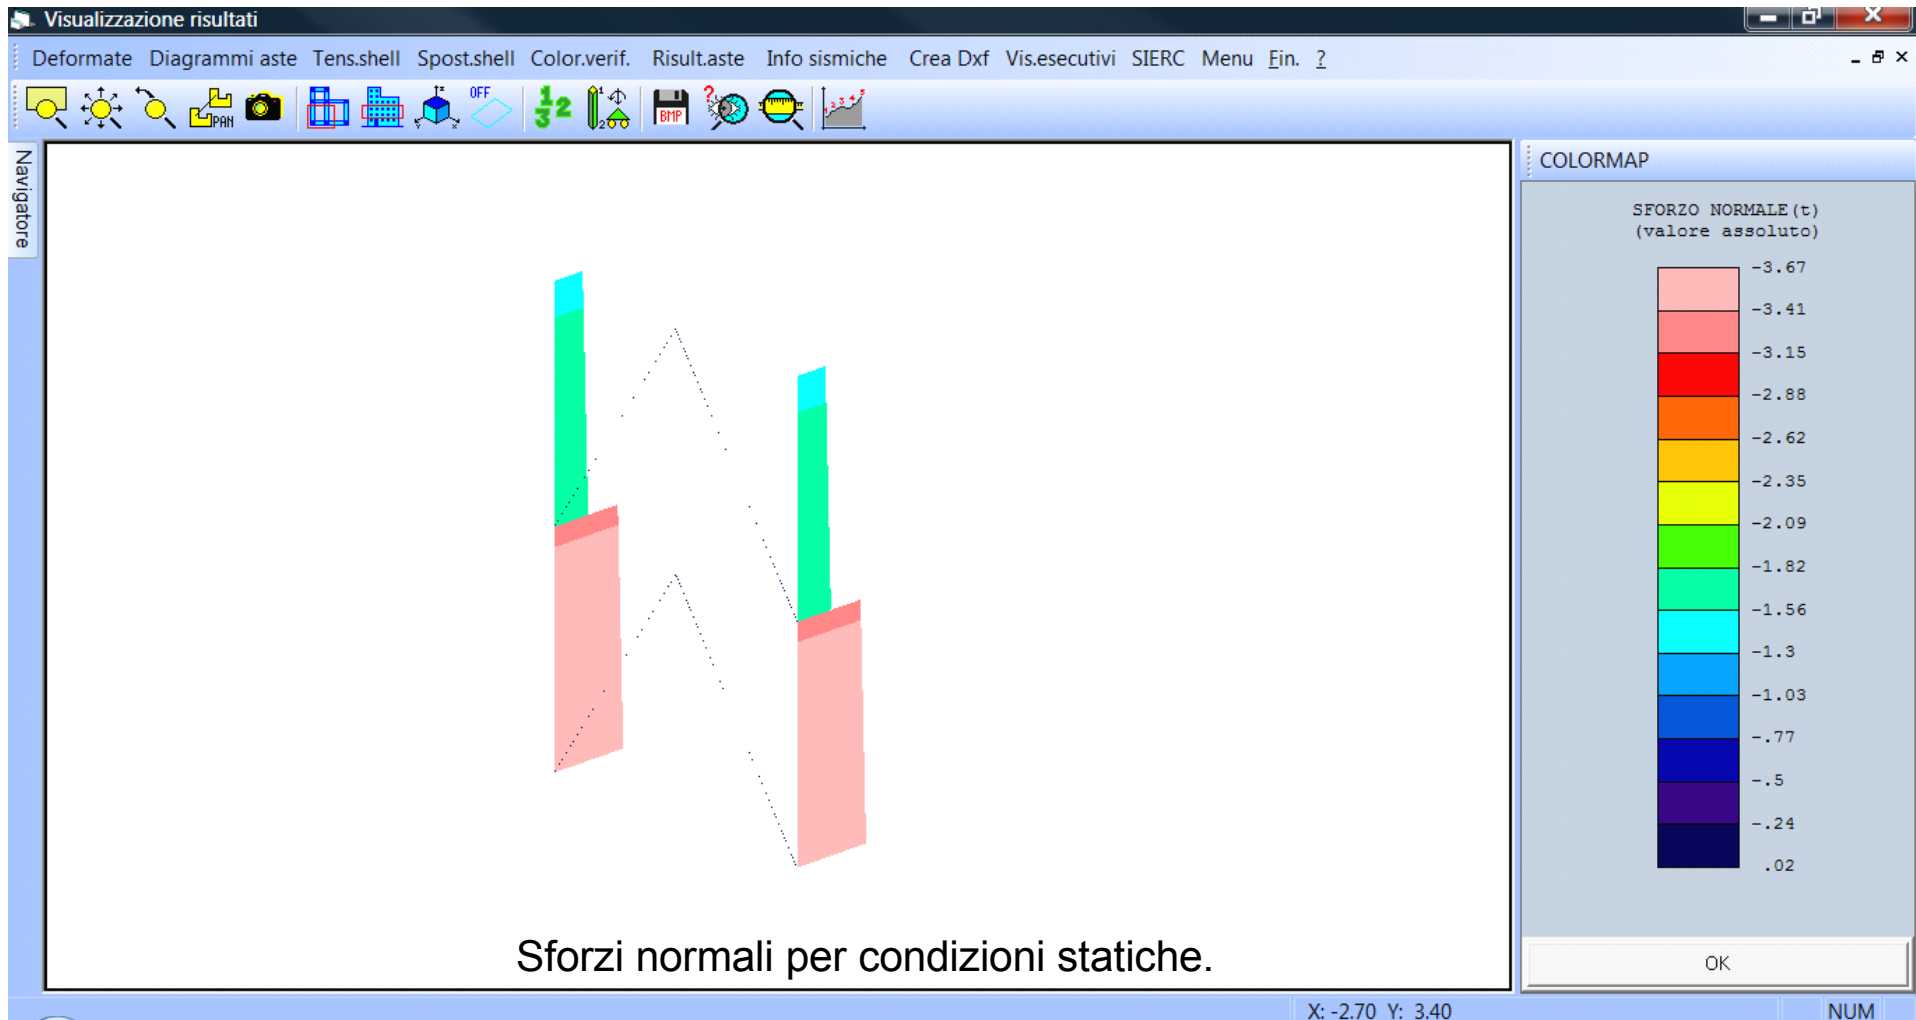 Visualizzazione risultati
Deformate Diagrammi aste Tens.shell Spost.shell Color.verif. Risult.aste Info sismiche Crea Dxf Vis.esecutivi SIERC Menu Fin. ?
PAN
OFF
BMP
Navigatore
COLORMAP
SFORZO NORMALE(t)
(valore assoluto)
-3.67
-3.41
-3.15
-2.88
-2.62
-2.35
-2.09
-1.82
-1.56
-1.3
-1.03
-.77
-.5
-.24
.02
Sforzi normali per condizioni statiche.
OK
X: -2.70 Y: 3.40
NUM